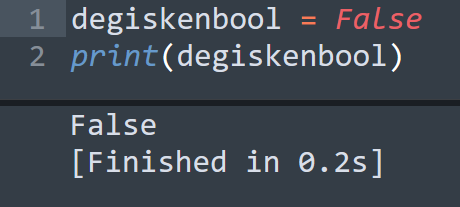 1 degiskenbool = False
2 print(degiskenbool)
False
[Finished in 0.2s]